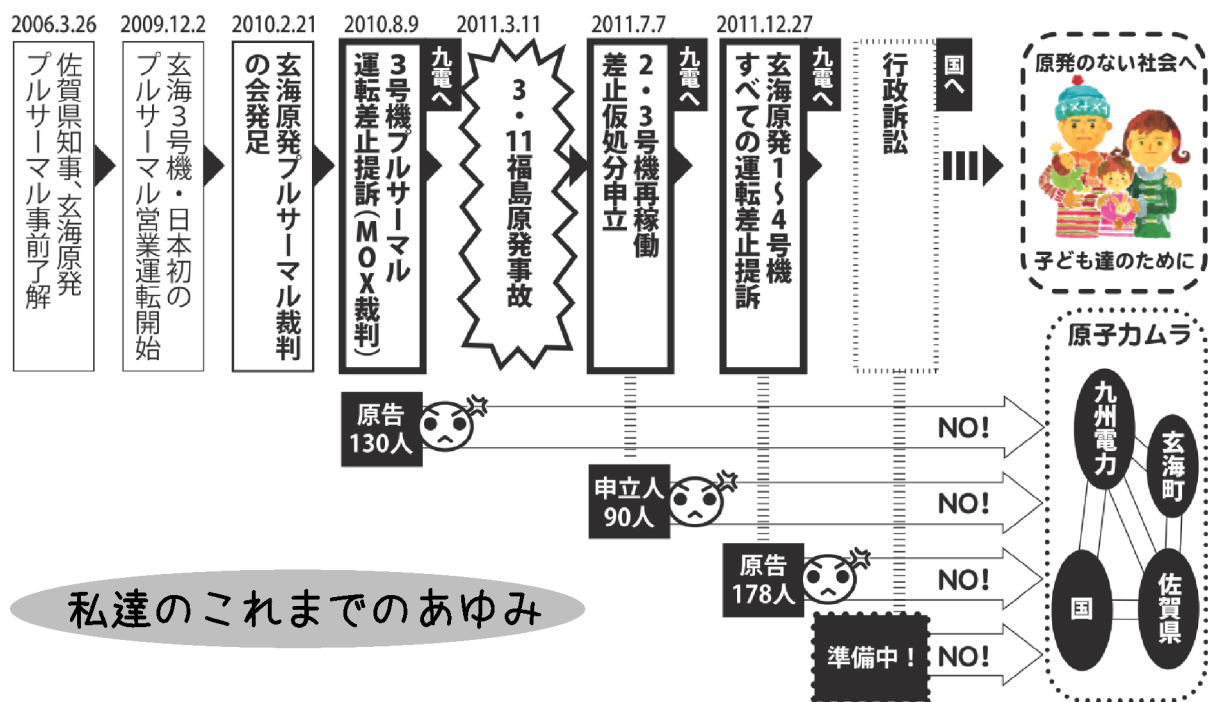 2006.3.26
佐賀県知事、玄海原発
プルサーマル事前了解
2009.12.2
玄海3号機・日本初の
プルサーマル営業運転開始
2010.2.21
玄海原発プルサーマル裁判
の会発足
2010.8.9
九電へ
3号機プルサーマル
運転差止提訴(MOX裁判)
2011.3.11
3・11福島原発事故
2011.7.7
九電へ
2・3号機再稼働
差止仮処分申立
2011.12.27
九電へ
玄海原発1～4号機
すべての運転差止提訴
国へ
行政訴訟
原発のない社会へ
子ども達のために
原告
130人
NO!
申立人
90人
NO!
原告
178人
NO!
準備中！
NO!
原子力ムラ
九州電力
玄海町
国
佐賀県
私達のこれまでのあゆみ